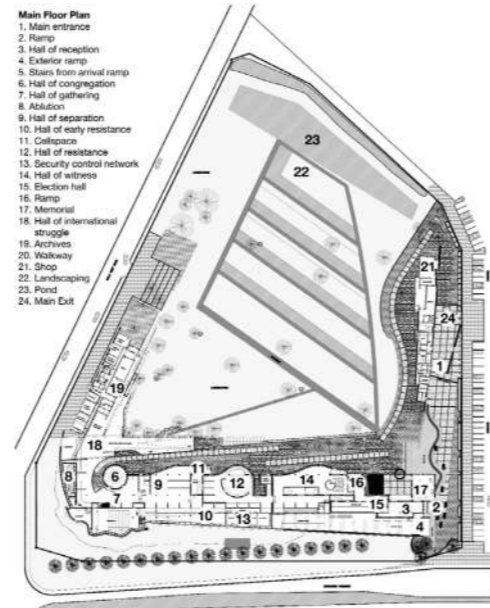 Main Floor Plan
1. Main entrance
2. Ramp
3. Hall of reception
4. Exterior ramp
5. Stairs from arrival ramp
6. Hall of congregation
7. Hall of gathering
8. Ablution
9. Hall of separation
10. Hall of early resistance
11. Cellspace
12. Hall of resistance
13. Security control network
14. Hall of witness
15. Election hall
16. Ramp
17. Memorial
18. Hall of international
struggle
19. Archives
20. Walkway
21. Shop
22. Landscaping
23. Pond
24. Main Exit
23
22
21
24
1
19
18
6
8
7
9
11
12
14
16
17
10
13
15
3
2
4